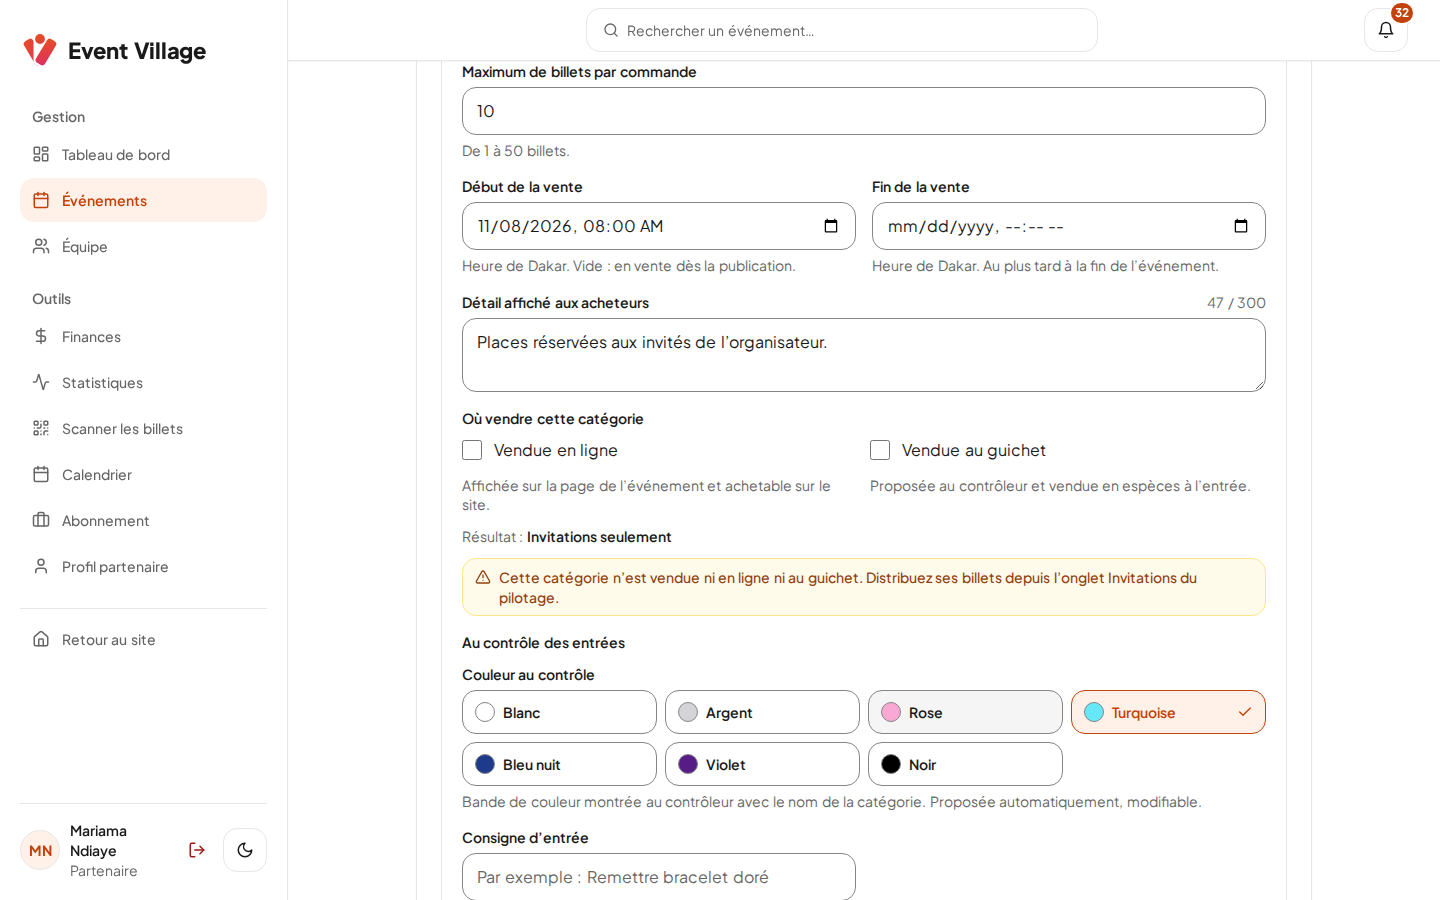 Event Village
Rechercher un événement…
32
Gestion
Tableau de bord
Événements
Équipe
Outils
Finances
Statistiques
Scanner les billets
Calendrier
Abonnement
Profil partenaire
Retour au site
MN
Mariama
Ndiaye
Partenaire
Maximum de billets par commande
10
De 1 à 50 billets.
Début de la vente
Fin de la vente
11/08/2026, 08:00 AM
mm/dd/yyyy, --:-- --
Heure de Dakar. Vide : en vente dès la publication.
Heure de Dakar. Au plus tard à la fin de l’événement.
Détail affiché aux acheteurs
47 / 300
Places réservées aux invités de l’organisateur.
Où vendre cette catégorie
Vendue en ligne
Vendue au guichet
Affichée sur la page de l’événement et achetable sur le
site.
Proposée au contrôleur et vendue en espèces à l’entrée.
Résultat : Invitations seulement
Cette catégorie n’est vendue ni en ligne ni au guichet. Distribuez ses billets depuis l’onglet Invitations du
pilotage.
Au contrôle des entrées
Couleur au contrôle
Blanc
Argent
Rose
Turquoise
Bleu nuit
Violet
Noir
Bande de couleur montrée au contrôleur avec le nom de la catégorie. Proposée automatiquement, modifiable.
Consigne d’entrée
Par exemple : Remettre bracelet doré